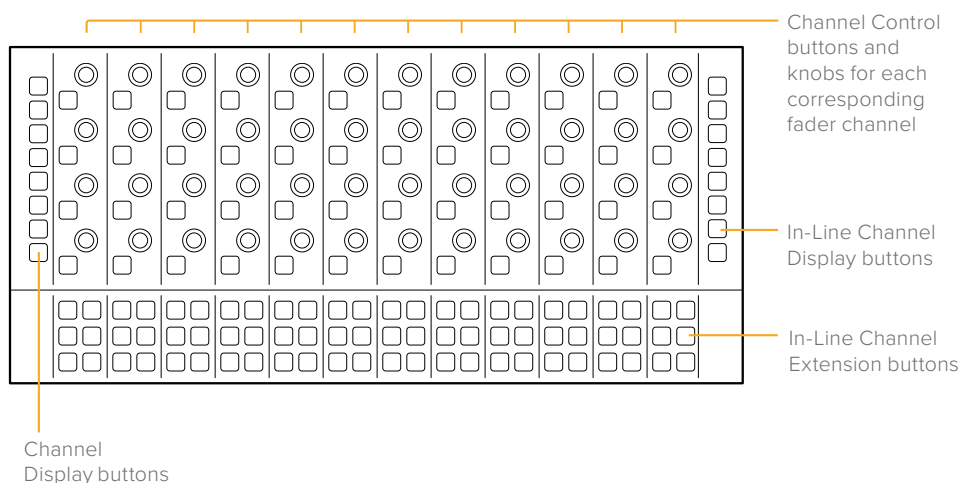 Channel Control
buttons and
knobs for each
corresponding
fader channel
In-Line Channel
Display buttons
In-Line Channel
Extension buttons
Channel
Display buttons